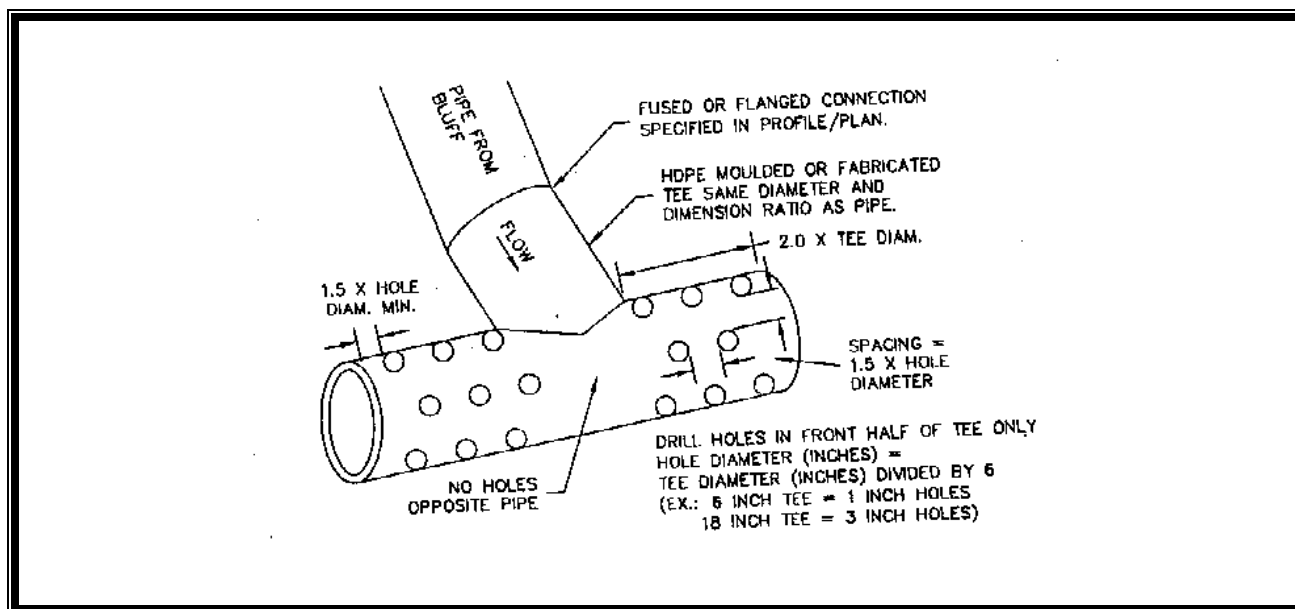 PIPE FROM
BLUFF
FUSED OR FLANGED CONNECTION
SPECIFIED IN PROFILE/PLAN.
HDPE MOULDED OR FABRICATED
TEE SAME DIAMETER AND
DIMENSION RATIO AS PIPE.
FLOW
2.0 X TEE DIAM.
1.5 X HOLE
DIAM. MIN.
SPACING =
1.5 X HOLE
DIAMETER
NO HOLES
OPPOSITE PIPE
DRILL HOLES IN FRONT HALF OF TEE ONLY
HOLE DIAMETER (INCHES) =
TEE DIAMETER (INCHES) DIVIDED BY 6
(EX.: 6 INCH TEE = 1 INCH HOLES
18 INCH TEE = 3 INCH HOLES)